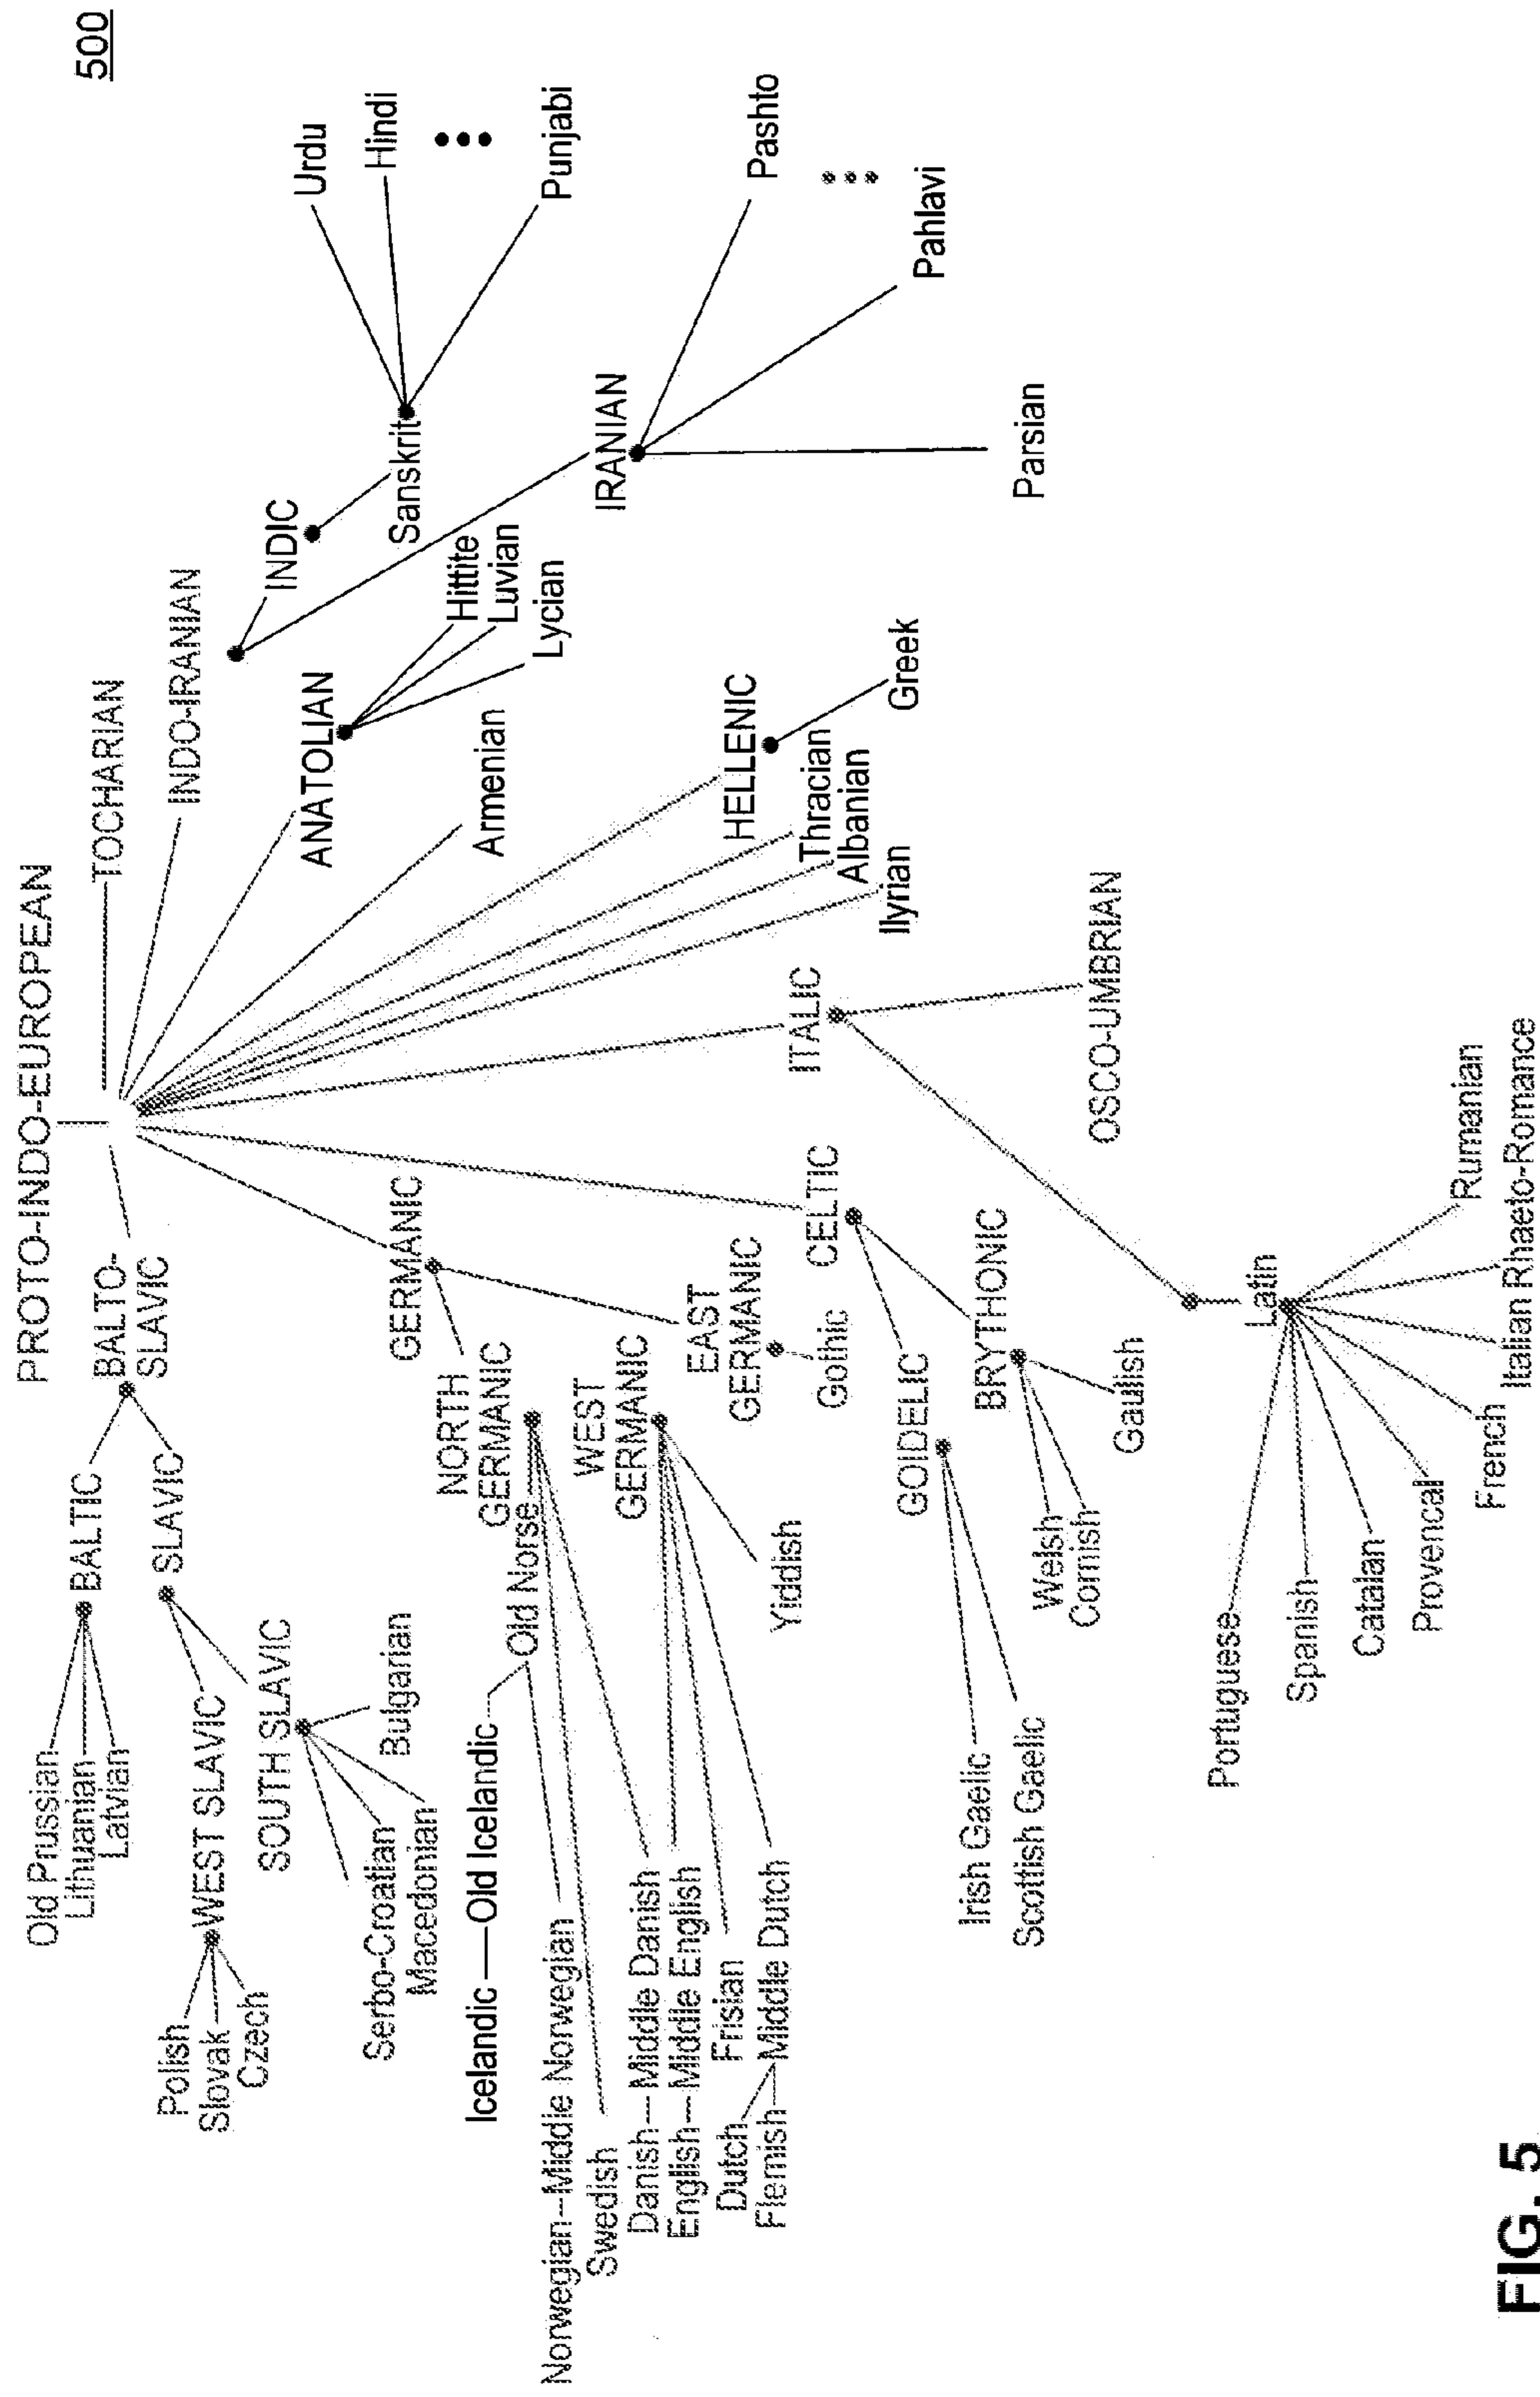 500
PROTO-INDO-EUROPEAN
BALTO-
SLAVIC
TOCHARIAN
INDO-IRANIAN
BALTIC
Old Prussian
Lithuanian
Latvian
SLAVIC
WEST SLAVIC
Polish
Slovak
Czech
SOUTH SLAVIC
Bulgarian
Serbo-Croatian
Macedonian
INDIC
Sanskrit
Urdu
Hindi
Punjabi
IRANIAN
Pashto
Pahlavi
Parsian
ANATOLIAN
Hittite
Luvian
Lycian
Armenian
HELLENIC
Greek
Thracian
Albanian
Ilyrian
GERMANIC
NORTH
GERMANIC
Old Norse
Icelandic — Old Icelandic
Norwegian--Middle Norwegian
Swedish
Danish--Middle Danish
WEST
GERMANIC
English--Middle English
Frisian
Dutch
Flemish--Middle Dutch
Yiddish
EAST
GERMANIC
Gothic
CELTIC
GOIDELIC
Irish Gaelic
Scottish Gaelic
BRYTHONIC
Welsh
Cornish
Gaulish
ITALIC
OSCO-UMBRIAN
Latin
Portuguese
Spanish
Catalan
Provencal
French
Italian
Rhaeto-Romance
Rumanian
FIG. 5